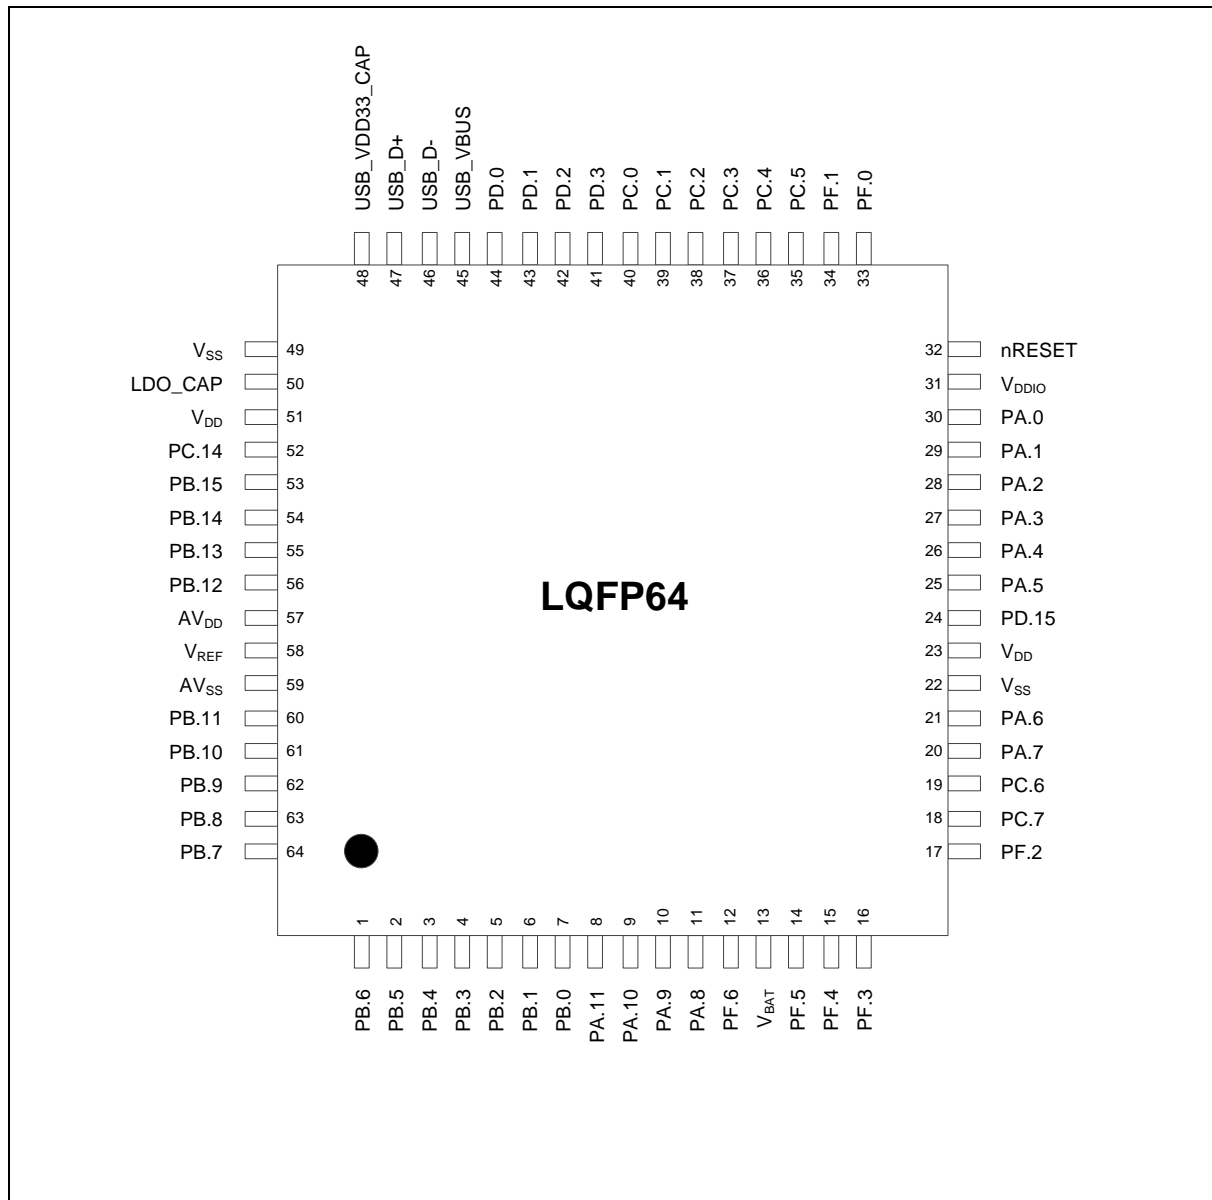 USB_VDD33_CAP
USB_D+
USB_D-
USB_VBUS
PD.0
PD.1
PD.2
PD.3
PC.0
PC.1
PC.2
PC.3
PC.4
PC.5
PF.1
PF.0
48
47
46
45
44
43
42
41
40
39
38
37
36
35
34
33
VSS 49
LDO_CAP 50
VDD 51
PC.14 52
PB.15 53
PB.14 54
PB.13 55
PB.12 56
AVDD 57
VREF 58
AVSS 59
PB.11 60
PB.10 61
PB.9 62
PB.8 63
PB.7 64
LQFP64
32 nRESET
31 VDDIO
30 PA.0
29 PA.1
28 PA.2
27 PA.3
26 PA.4
25 PA.5
24 PD.15
23 VDD
22 VSS
21 PA.6
20 PA.7
19 PC.6
18 PC.7
17 PF.2
1
2
3
4
5
6
7
8
9
10
11
12
13
14
15
16
PB.6
PB.5
PB.4
PB.3
PB.2
PB.1
PB.0
PA.11
PA.10
PA.9
PA.8
PF.6
VBAT
PF.5
PF.4
PF.3